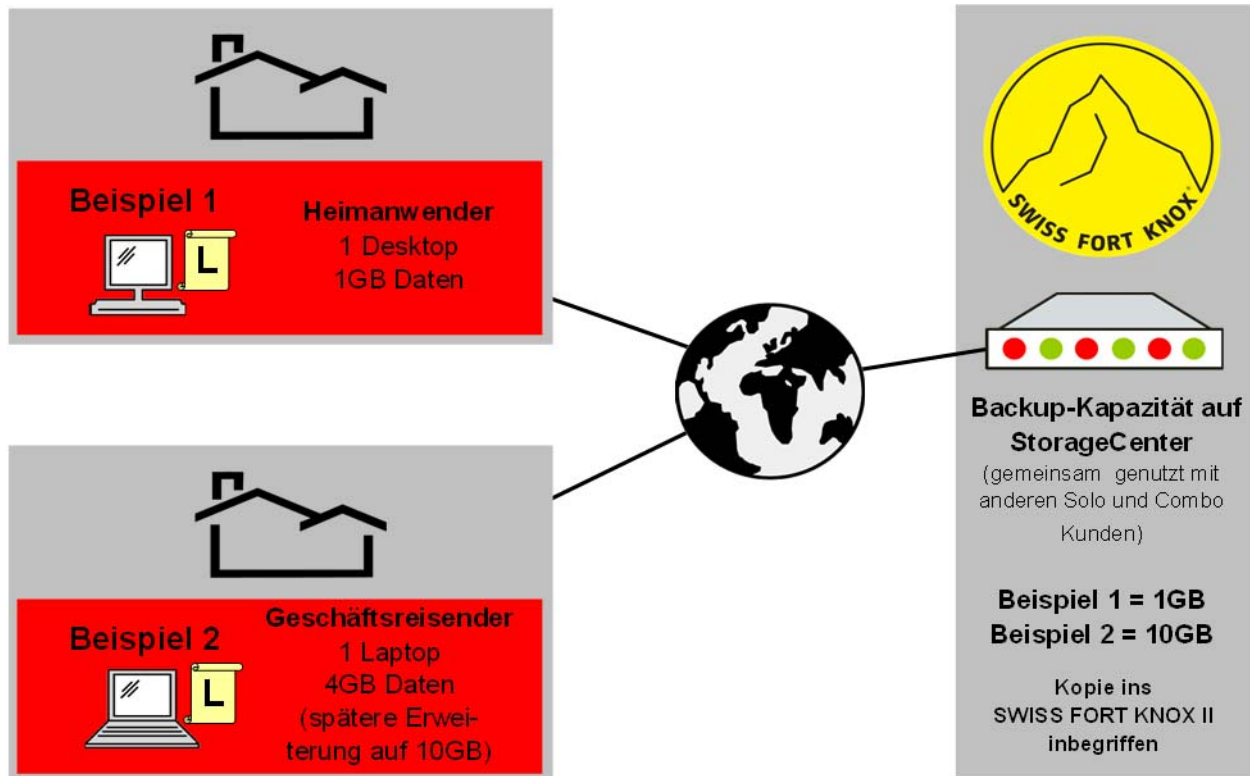 Beispiel 1
L
Heimanwender
1 Desktop
1GB Daten
Beispiel 2
L
Geschäftsreisender
1 Laptop
4GB Daten
(spätere Erwei-
terung auf 10GB)
SWISS FORT KNOX
Backup-Kapazität auf
StorageCenter
(gemeinsam genutzt mit
anderen Solo und Combo
Kunden)
Beispiel 1 = 1GB
Beispiel 2 = 10GB
Kopie ins
SWISS FORT KNOX II
inbegriffen